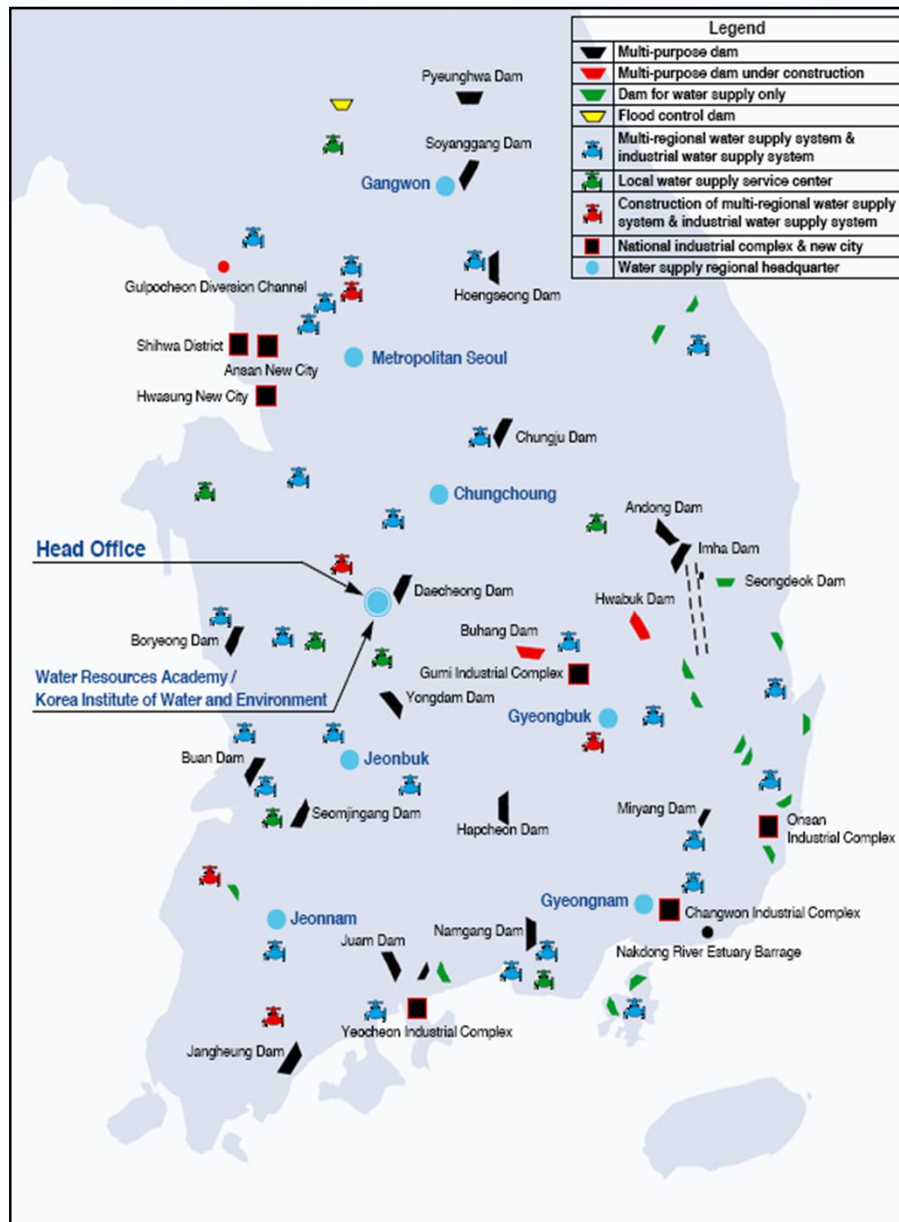 Legend
Multi-purpose dam
Multi-purpose dam under construction
Dam for water supply only
Flood control dam
Multi-regional water supply system &
industrial water supply system
Local water supply service center
Construction of multi-regional water supply
system & industrial water supply system
National industrial complex & new city
Water supply regional headquarter
Pyeunghwa Dam
Soyanggang Dam
Gangwon
Gulpocheon Diversion Channel
Hoengseong Dam
Shihwa District
Ansan New City
Metropolitan Seoul
Hwasung New City
Chungju Dam
Chungchoung
Andong Dam
Head Office
Imha Dam
Daecheong Dam
Seongdeok Dam
Hwabuk Dam
Boryeong Dam
Buhang Dam
Water Resources Academy /
Korea Institute of Water and Environment
Gumi Industrial Complex
Yongdam Dam
Gyeongbuk
Buan Dam
Jeonbuk
Seomjingang Dam
Hapcheon Dam
Miryang Dam
Onsan
Industrial Complex
Gyeongnam
Changwon Industrial Complex
Jeonnam
Juam Dam
Namgang Dam
Nakdong River Estuary Barrage
Yeocheon Industrial Complex
Jangheung Dam